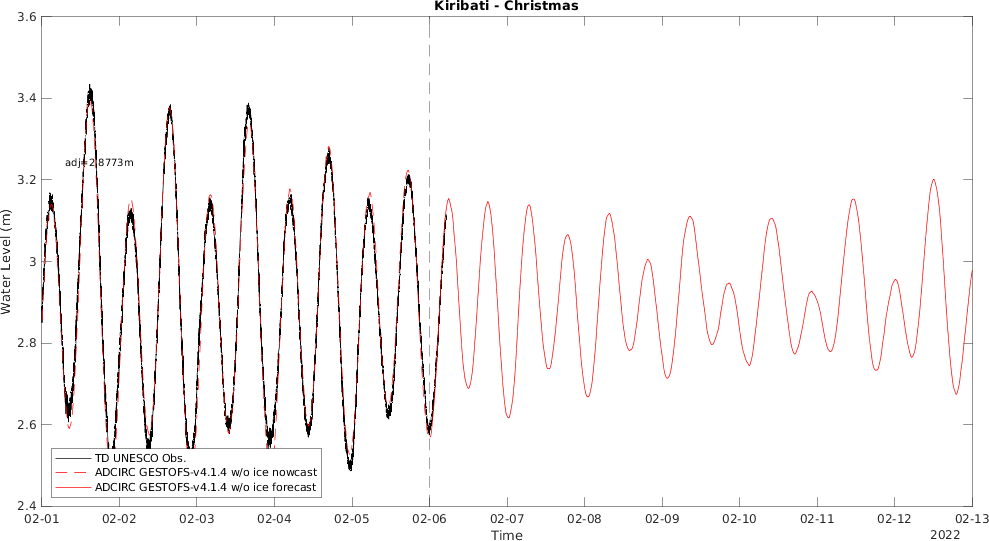 Kiribati - Christmas
3.6
3.4
3.2
3
2.8
2.6
2.4
Water Level (m)
adj=2.8773m
TD UNESCO Obs.
ADCIRC GESTOFS-v4.1.4 w/o ice nowcast
ADCIRC GESTOFS-v4.1.4 w/o ice forecast
02-01 02-02 02-03 02-04 02-05 02-06 02-07 02-08 02-09 02-10 02-11 02-12 02-13
Time
2022